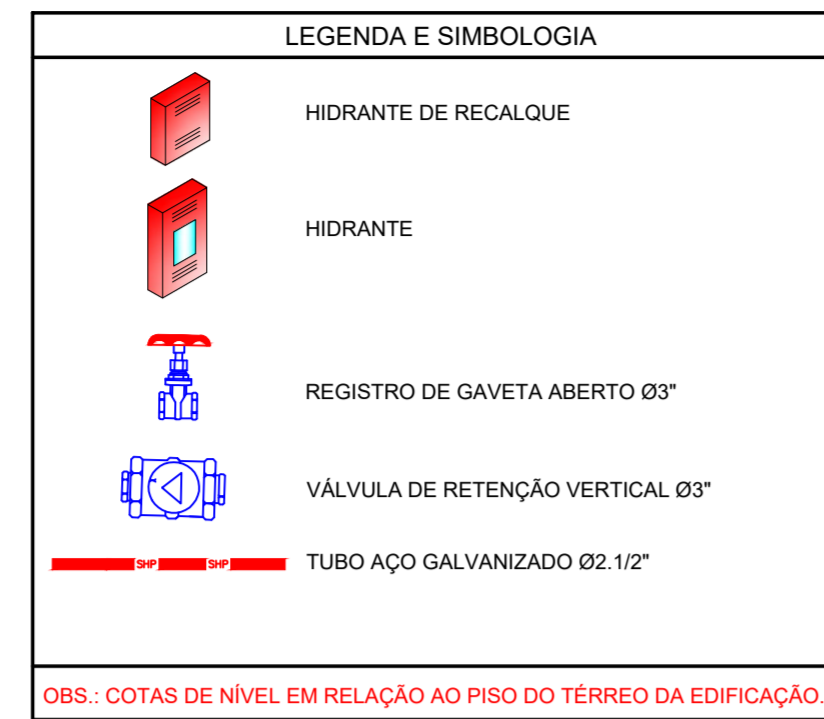 LEGENDA E SIMBOLOGIA
HIDRANTE DE RECALQUE
HIDRANTE
REGISTRO DE GAVETA ABERTO Ø3"
VÁLVULA DE RETENÇÃO VERTICAL Ø3"
SHP SHP TUBO AÇO GALVANIZADO Ø2.1/2"
OBS.: COTAS DE NÍVEL EM RELAÇÃO AO PISO DO TÉRREO DA EDIFICAÇÃO.